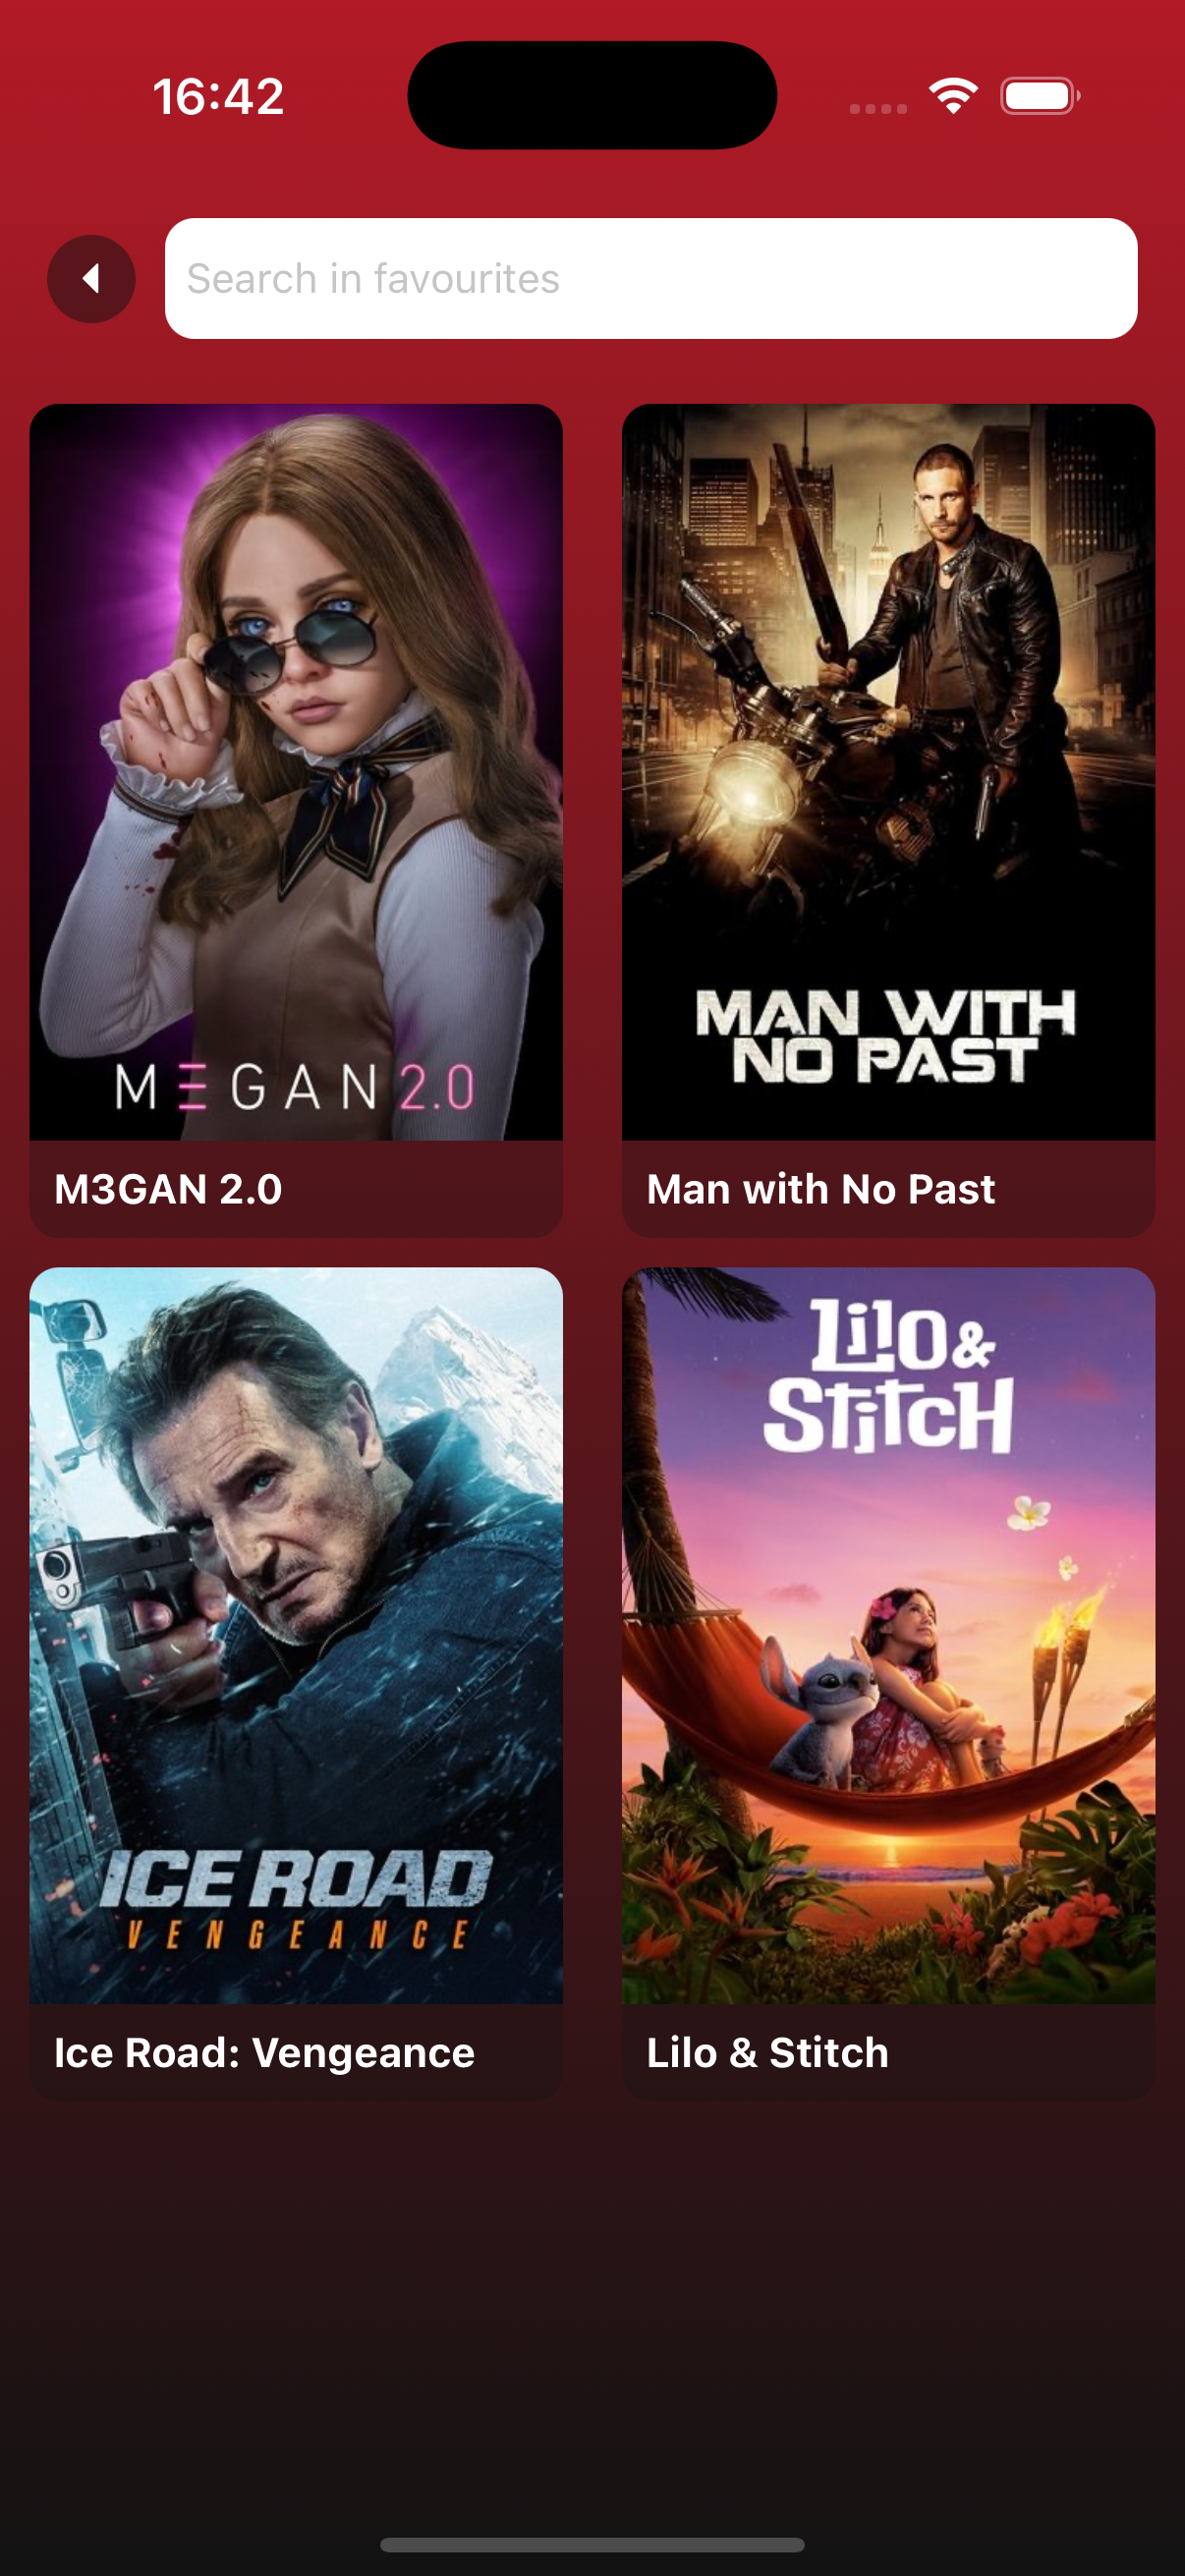 16:42
Search in favourites
MEGAN 2.0
MAN WITH
NO PAST
M3GAN 2.0
Man with No Past
LiLO &
StitcH
ICE ROAD
VENGEANCE
Ice Road: Vengeance
Lilo & Stitch